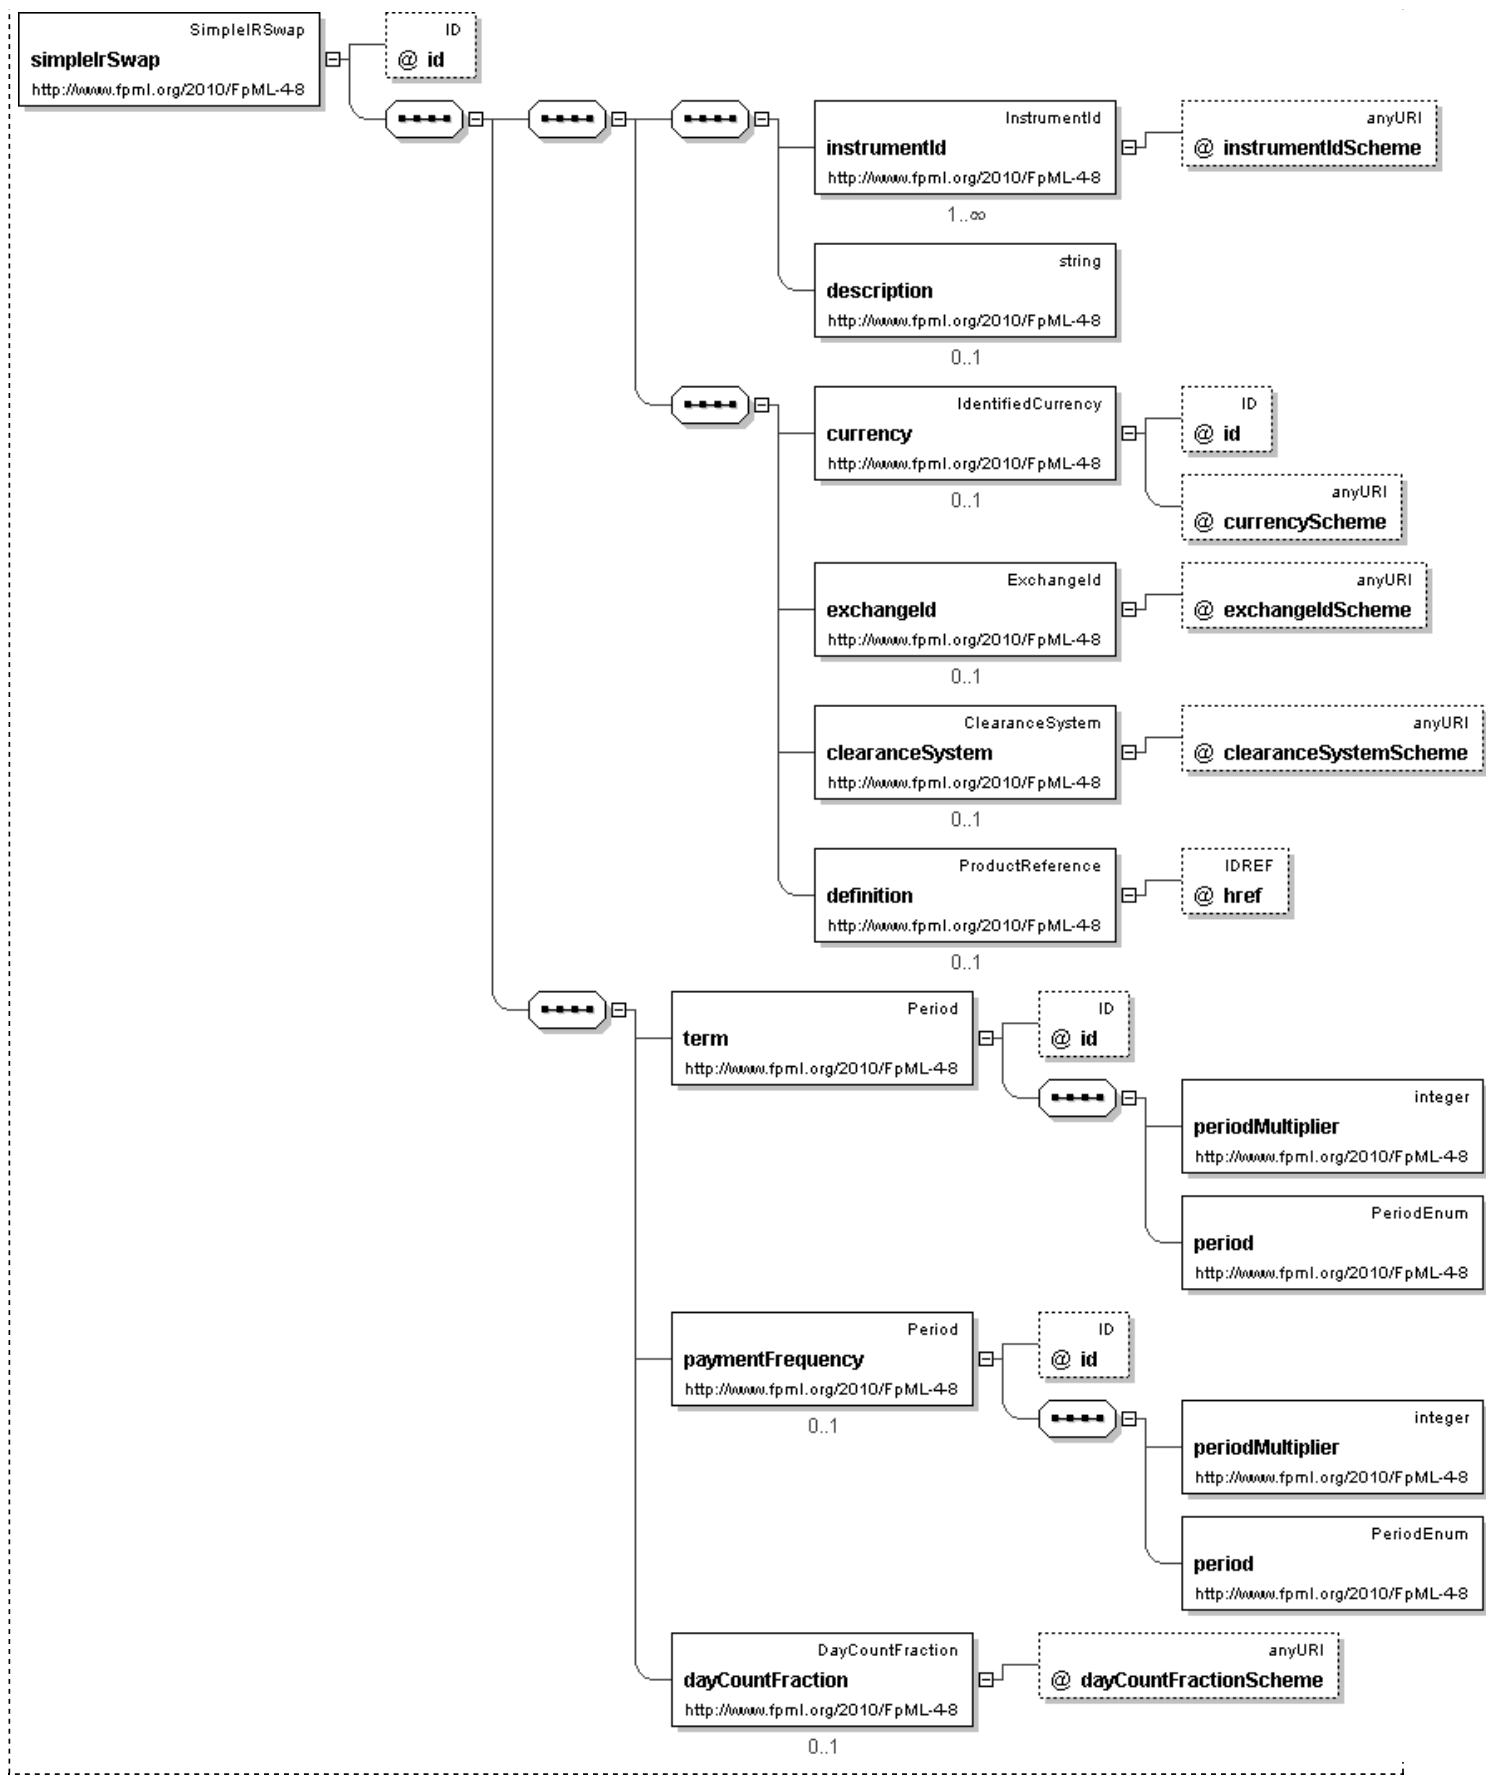 SimpleIRSwap
simpleIrSwap
http://www.fpml.org/2010/FpML-4-8
ID
@ id
InstrumentId
instrumentId
http://www.fpml.org/2010/FpML-4-8
1..∞
anyURI
@ instrumentIdScheme
string
description
http://www.fpml.org/2010/FpML-4-8
0..1
IdentifiedCurrency
currency
http://www.fpml.org/2010/FpML-4-8
0..1
ID
@ id
anyURI
@ currencyScheme
ExchangeId
exchangeId
http://www.fpml.org/2010/FpML-4-8
0..1
anyURI
@ exchangeIdScheme
ClearanceSystem
clearanceSystem
http://www.fpml.org/2010/FpML-4-8
0..1
anyURI
@ clearanceSystemScheme
ProductReference
definition
http://www.fpml.org/2010/FpML-4-8
0..1
IDREF
@ href
Period
term
http://www.fpml.org/2010/FpML-4-8
ID
@ id
integer
periodMultiplier
http://www.fpml.org/2010/FpML-4-8
PeriodEnum
period
http://www.fpml.org/2010/FpML-4-8
Period
paymentFrequency
http://www.fpml.org/2010/FpML-4-8
0..1
ID
@ id
integer
periodMultiplier
http://www.fpml.org/2010/FpML-4-8
PeriodEnum
period
http://www.fpml.org/2010/FpML-4-8
DayCountFraction
dayCountFraction
http://www.fpml.org/2010/FpML-4-8
0..1
anyURI
@ dayCountFractionScheme